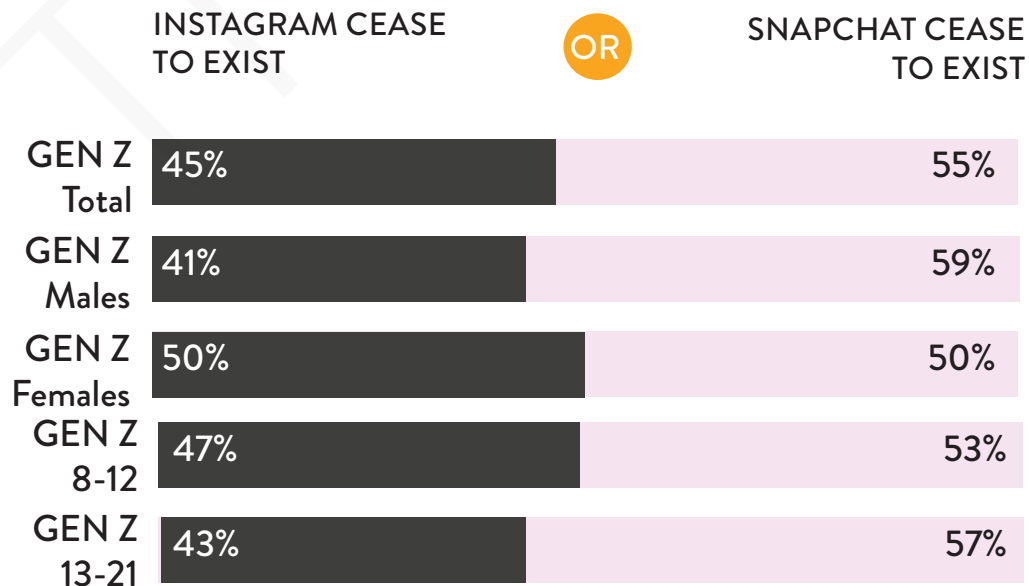 INSTAGRAM CEASE
TO EXIST
OR
SNAPCHAT CEASE
TO EXIST
GEN Z
Total
45%
55%
GEN Z
Males
41%
59%
GEN Z
Females
50%
50%
GEN Z
8-12
47%
53%
GEN Z
13-21
43%
57%